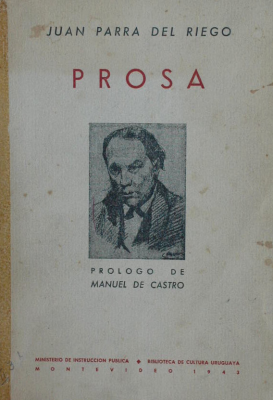 JUAN PARRA DEL RIEGO
PROSA
PROLOGO DE
MANUEL DE CASTRO
MINISTERIO DE INSTRUCCION PUBLICA ◆ BIBLIOTECA DE CULTURA URUGUAYA
MONTEVIDEO 1943